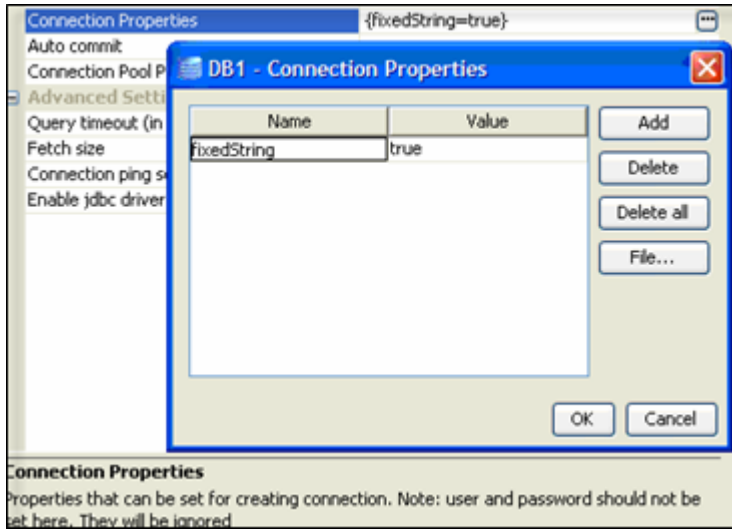 Connection Properties {fixedString=true}
Auto commit
Connection Pool P
DB1 - Connection Properties
Advanced Setti
Query timeout (in
Fetch size
Connection ping s
Enable jdbc driver
Name Value
fixedString true
Add
Delete
Delete all
File...
OK Cancel
Connection Properties
Properties that can be set for creating connection. Note: user and password should not be
set here. They will be ignored